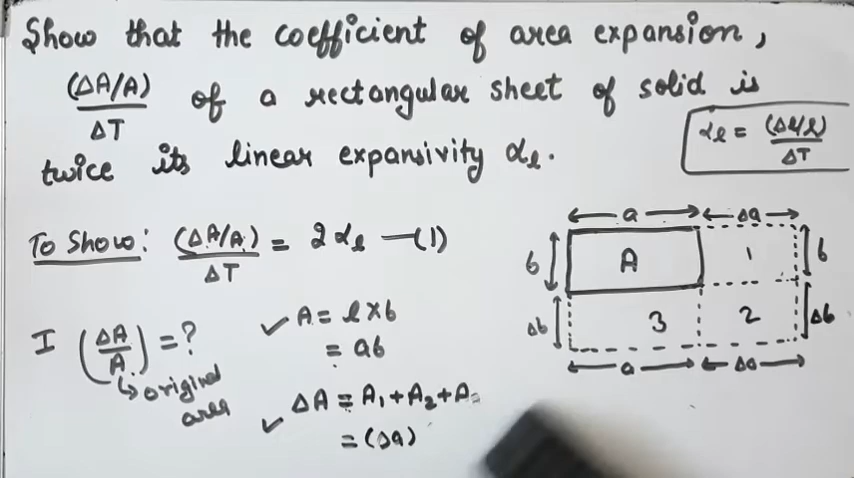 Show that the coefficient of area expansion,
(ΔA/A)
ΔT
of a rectangular sheet of solid is
twice its linear expansivity αℓ.
αℓ = (Δℓ/ℓ)
ΔT
To Show: (ΔA/A) = 2αℓ —(1)
ΔT
I (ΔA/A) = ?
original
area
✓ A = ℓ×b
= ab
✓ ΔA = A₁+A₂+A
= (Δa)
a Δa
b A 1 b
Δb 3 2 Δb
a Δa